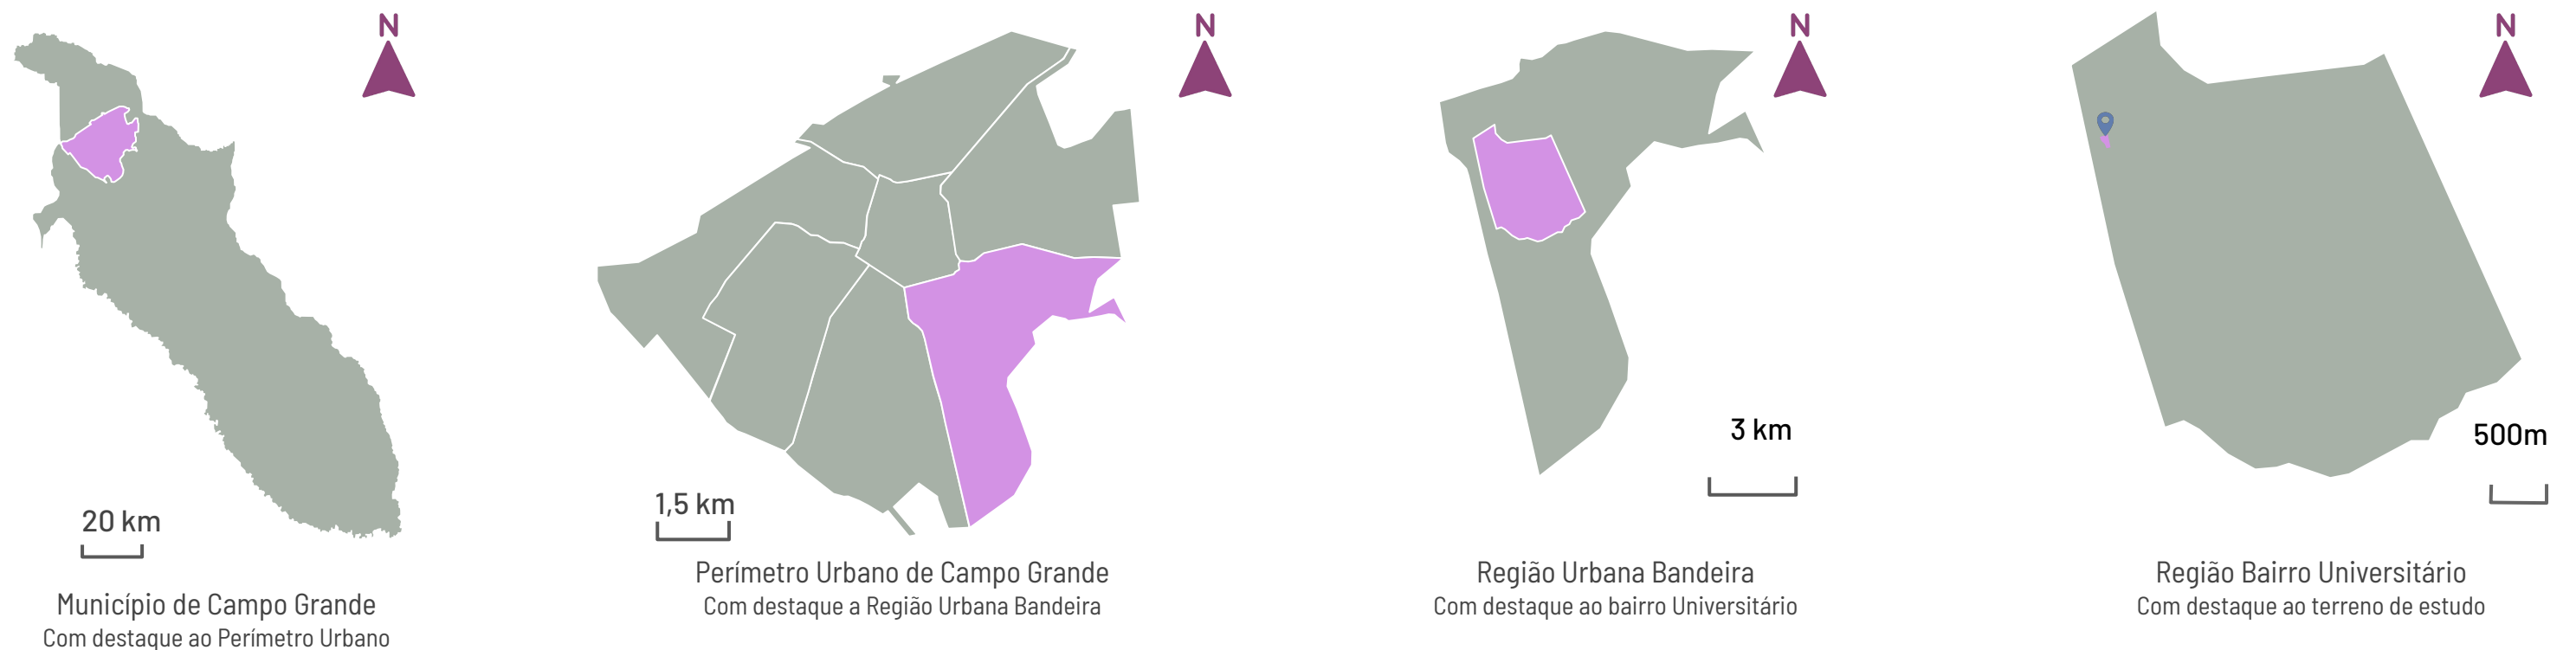 N
20 km
Município de Campo Grande
Com destaque ao Perímetro Urbano
N
1,5 km
Perímetro Urbano de Campo Grande
Com destaque a Região Urbana Bandeira
N
3 km
Região Urbana Bandeira
Com destaque ao bairro Universitário
N
500m
Região Bairro Universitário
Com destaque ao terreno de estudo